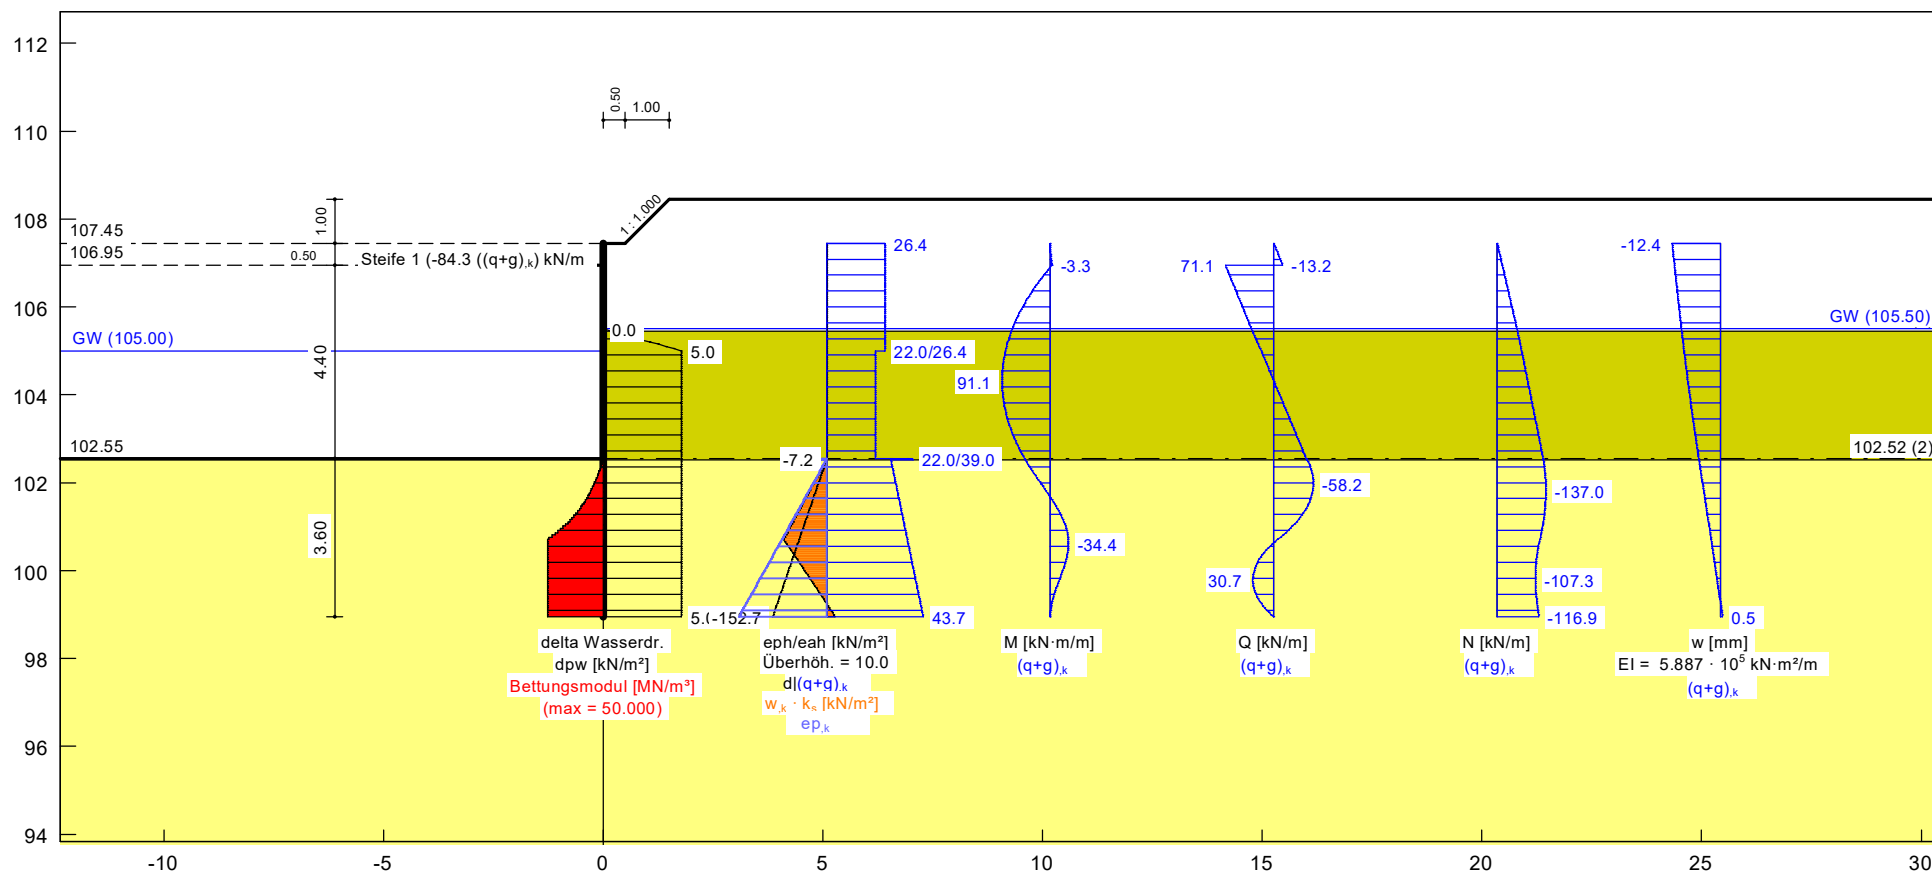 112
110
108
106
104
102
100
98
96
94
0.50
1.00
1.00
1 : 1.000
107.45
106.95
0.50
Steife 1 (-84.3 ((q+g),k) kN/m
GW (105.00)
GW (105.50)
4.40
3.60
102.55
102.52 (2)
0.0
5.0
26.4
22.0/26.4
-7.2
22.0/39.0
-152.7
43.7
-3.3
91.1
-34.4
71.1
-13.2
-58.2
30.7
-137.0
-107.3
-116.9
-12.4
0.5
delta Wasserdr.
dpw [kN/m²]
Bettungsmodul [MN/m³]
(max = 50.000)
eph/eah [kN/m²]
Überhöh. = 10.0
(q+g),k
w,k · ks [kN/m²]
ep,k
M [kN·m/m]
(q+g),k
Q [kN/m]
(q+g),k
N [kN/m]
(q+g),k
w [mm]
EI = 5.887 · 10⁵ kN·m²/m
(q+g),k
-10
-5
0
5
10
15
20
25
30